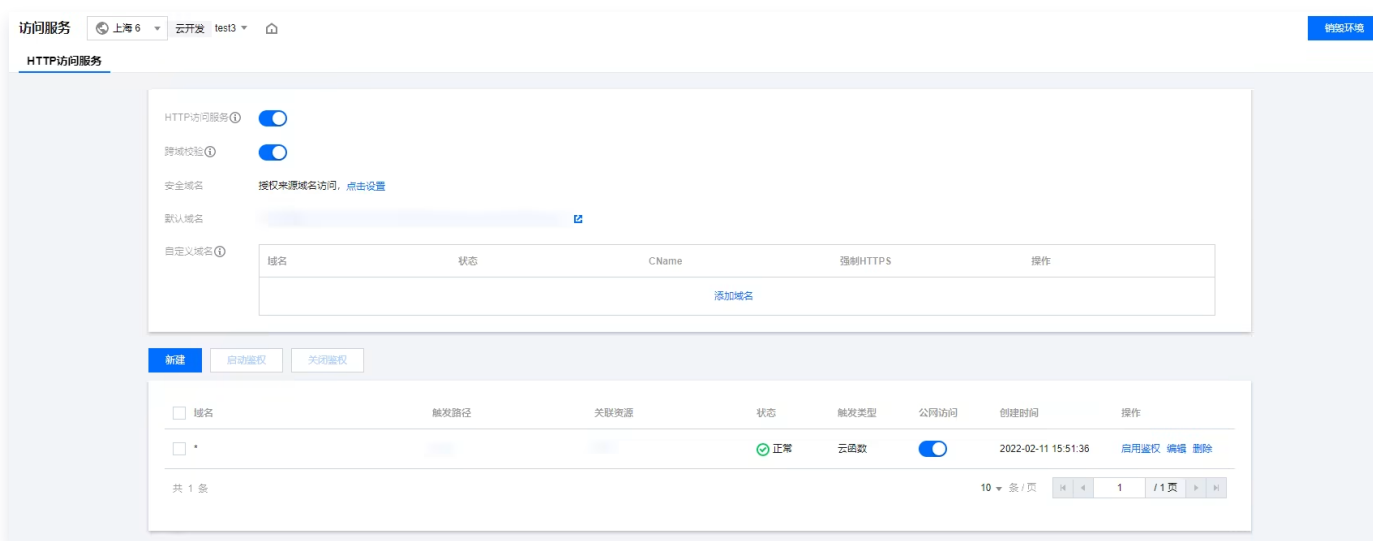 访问服务 上海 6 云开发 test3 销毁环境
HTTP访问服务
HTTP访问服务
跨域校验
安全域名 授权来源域名访问，点击设置
默认域名
自定义域名
域名 状态 CName 强制HTTPS 操作
添加域名
新建 启动鉴权 关闭鉴权
域名 触发路径 关联资源 状态 触发类型 公网访问 创建时间 操作
* 正常 云函数 2022-02-11 15:51:36 启用鉴权 编辑 删除
共 1 条 10 条 / 页 1 / 1 页